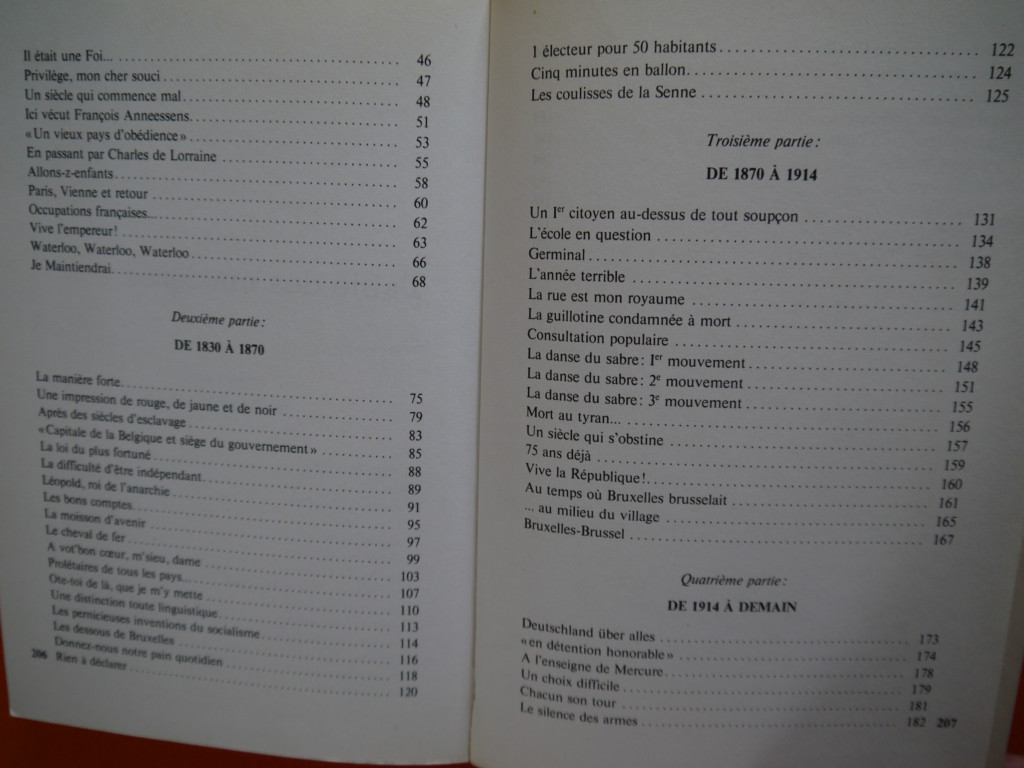 Il était une Foi... 46
Privilège, mon cher souci 47
Un siècle qui commence mal 48
Ici vécut François Anneessens 51
« Un vieux pays d'obédience » 53
En passant par Charles de Lorraine 55
Allons-z-enfants 58
Paris, Vienne et retour 60
Occupations françaises... 62
Vive l'empereur! 63
Waterloo, Waterloo, Waterloo 66
Je Maintiendrai 68
Deuxième partie:
DE 1830 À 1870
La manière forte 75
Une impression de rouge, de jaune et de noir 79
Après des siècles d'esclavage 83
« Capitale de la Belgique et siège du gouvernement » 85
La loi du plus fortuné 88
La difficulté d'être indépendant 89
Léopold, roi de l'anarchie 91
Les bons comptes 95
La moisson d'avenir 97
Le cheval de fer 99
A vot'bon cœur, m'sieu, dame 103
Prolétaires de tous les pays... 107
Ote-toi de là, que je m'y mette 110
Une distinction toute linguistique 113
Les pernicieuses inventions du socialisme 114
Les dessous de Bruxelles 116
Donnez-nous notre pain quotidien 118
206 Rien à déclarer 120
1 électeur pour 50 habitants 122
Cinq minutes en ballon 124
Les coulisses de la Senne 125
Troisième partie:
DE 1870 À 1914
Un Ier citoyen au-dessus de tout soupçon 131
L'école en question 134
Germinal 138
L'année terrible 139
La rue est mon royaume 141
La guillotine condamnée à mort 143
Consultation populaire 145
La danse du sabre: 1er mouvement 148
La danse du sabre: 2e mouvement 151
La danse du sabre: 3e mouvement 155
Mort au tyran... 156
Un siècle qui s'obstine 157
75 ans déjà 159
Vive la République! 160
Au temps où Bruxelles brusselait 161
... au milieu du village 165
Bruxelles-Brussel 167
Quatrième partie:
DE 1914 À DEMAIN
Deutschland über alles 173
« en détention honorable » 174
A l'enseigne de Mercure 178
Un choix difficile 179
Chacun son tour 181
Le silence des armes 182 207